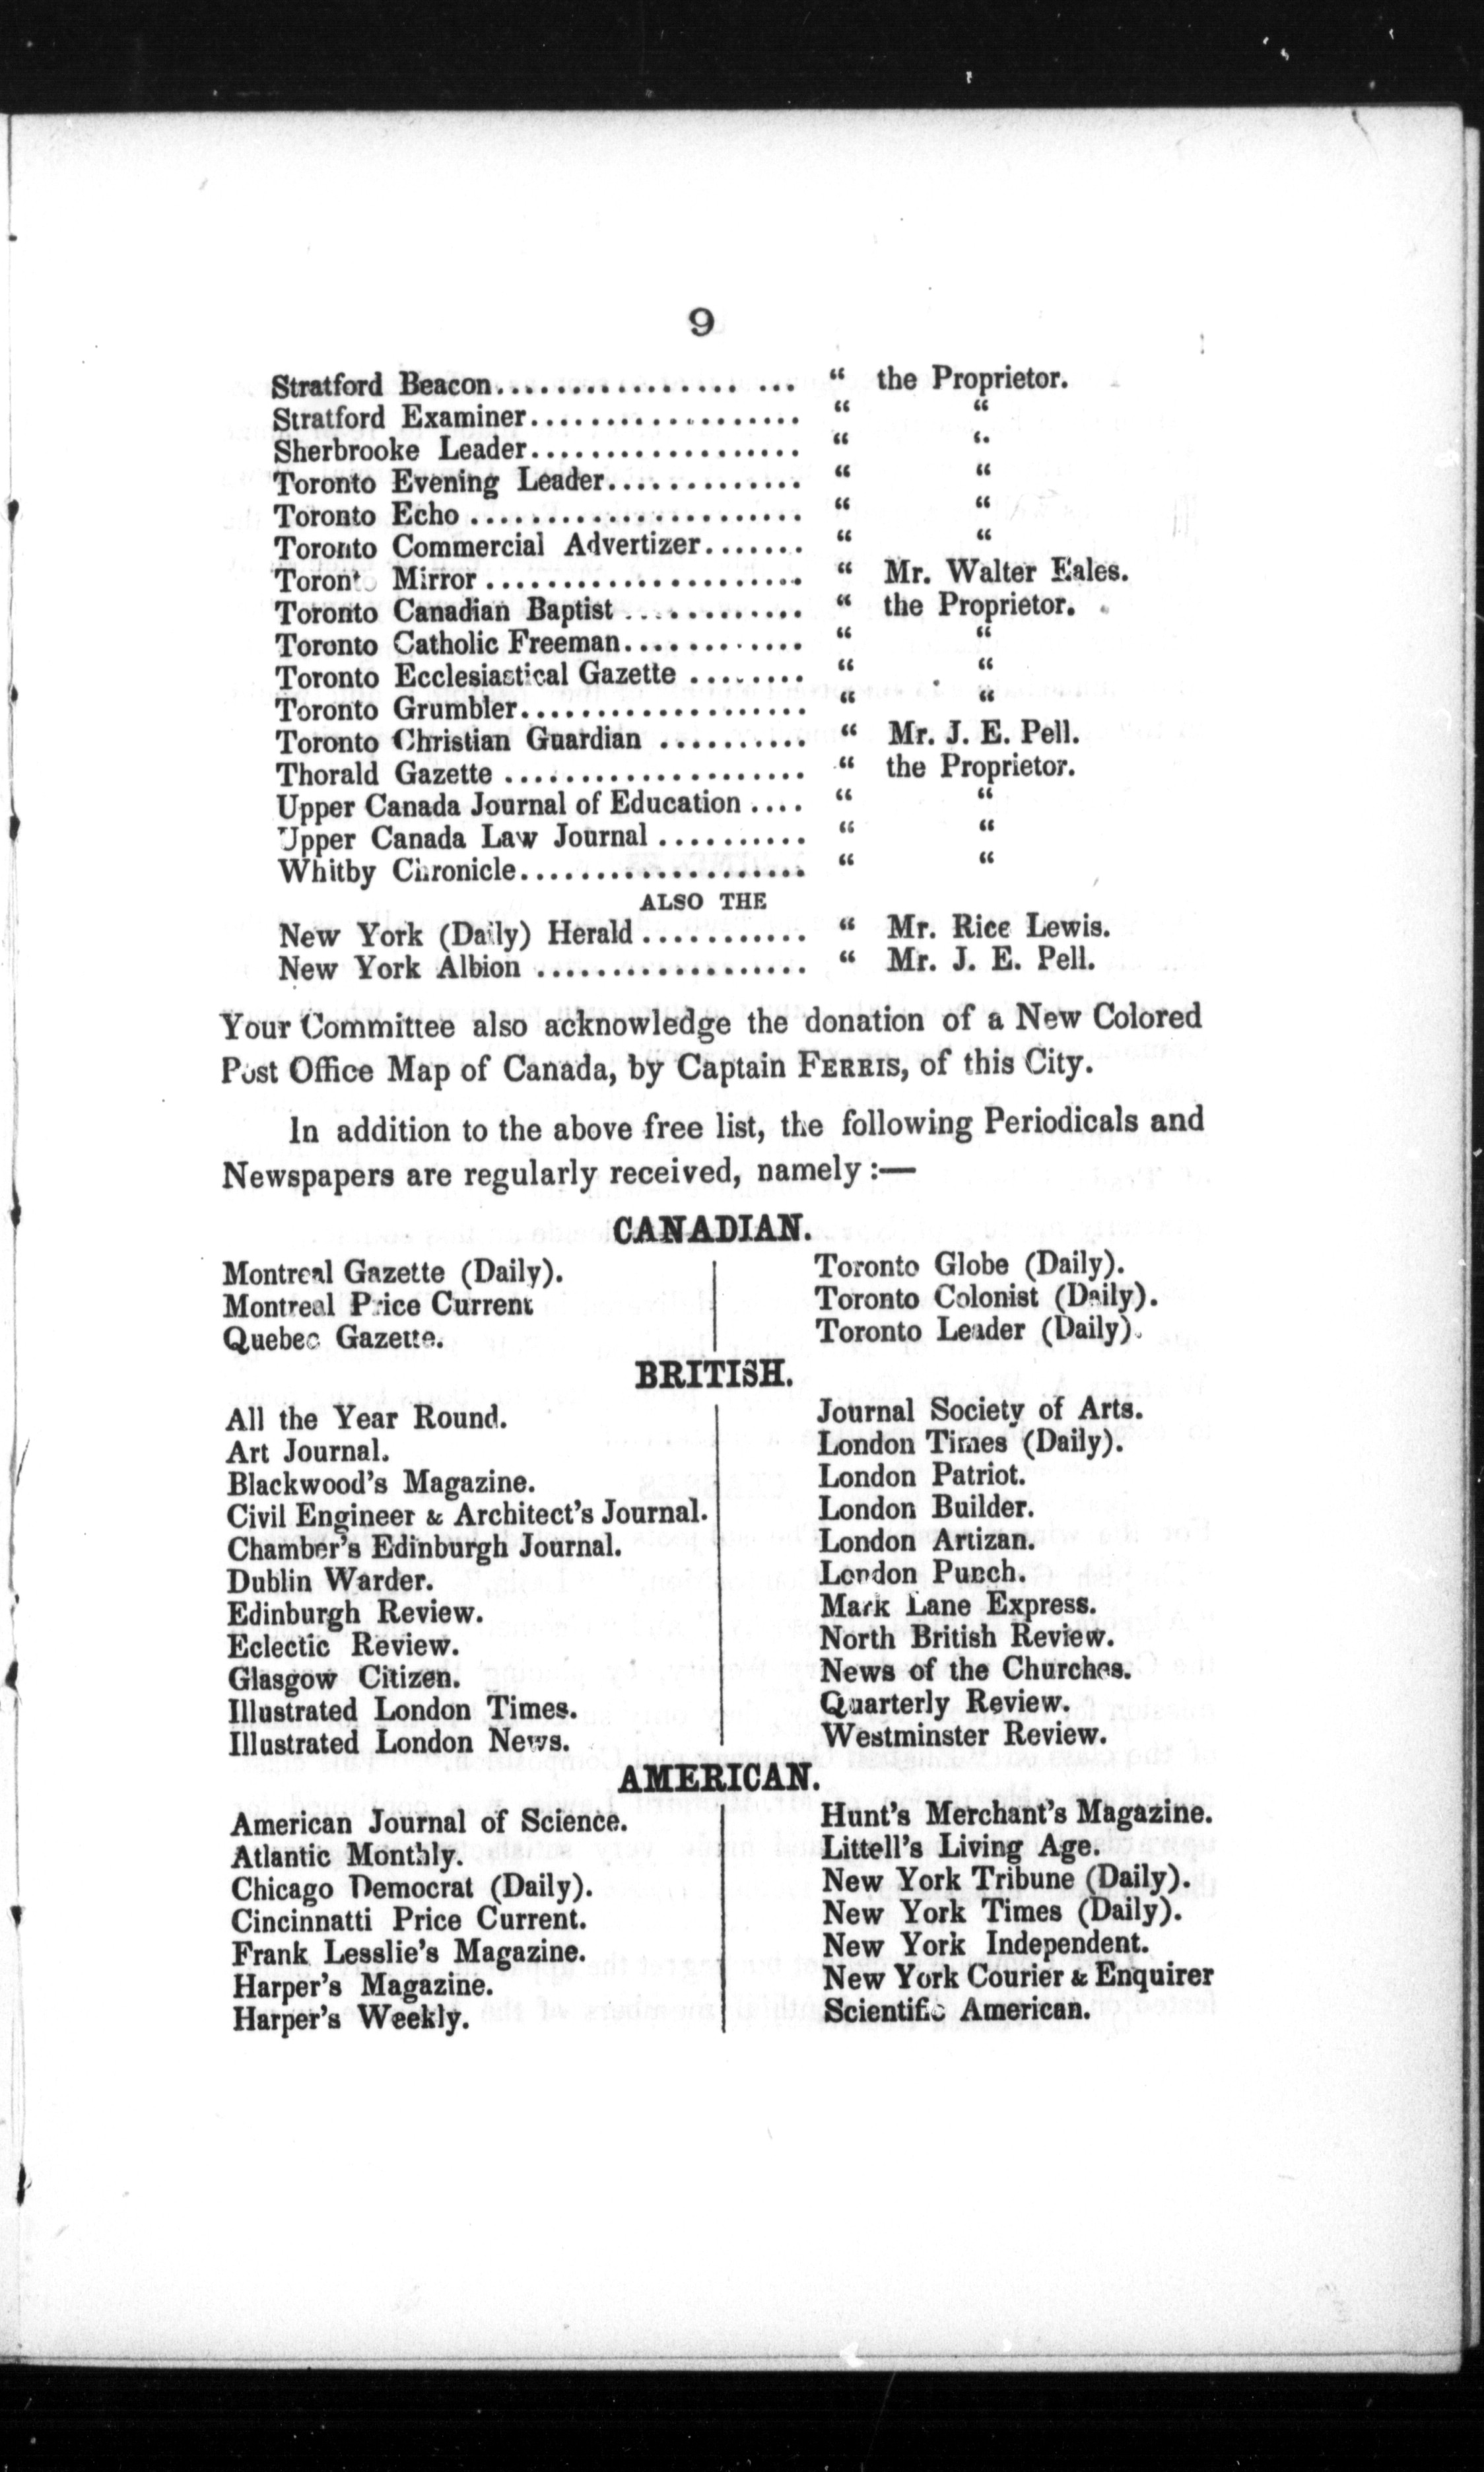 9
Stratford Beacon................ ... “ the Proprietor.
Stratford Examiner.................. “ “
Sherbrooke Leader.................. “ “
Toronto Evening Leader............. “ “
Toronto Echo ...................... “ “
Toronto Commercial Advertizer....... “ “
Toronto Mirror ..................... “ Mr. Walter Eales.
Toronto Canadian Baptist ............ “ the Proprietor.
Toronto Catholic Freeman............ “ “
Toronto Ecclesiastical Gazette ........ “ “
Toronto Grumbler................... “ “
Toronto Christian Guardian .......... “ Mr. J. E. Pell.
Thorald Gazette .................... “ the Proprietor.
Upper Canada Journal of Education .... “ “
Upper Canada Law Journal .......... “ “
Whitby Chronicle................... “ “
ALSO THE
New York (Daily) Herald ........... “ Mr. Rice Lewis.
New York Albion .................. “ Mr. J. E. Pell.
Your Committee also acknowledge the donation of a New Colored
Post Office Map of Canada, by Captain FERRIS, of this City.
In addition to the above free list, the following Periodicals and
Newspapers are regularly received, namely :—
CANADIAN.
Montreal Gazette (Daily).
Montreal Price Current
Quebec Gazette.
Toronto Globe (Daily).
Toronto Colonist (Daily).
Toronto Leader (Daily).
BRITISH.
All the Year Round.
Art Journal.
Blackwood's Magazine.
Civil Engineer & Architect's Journal.
Chamber's Edinburgh Journal.
Dublin Warder.
Edinburgh Review.
Eclectic Review.
Glasgow Citizen.
Illustrated London Times.
Illustrated London News.
Journal Society of Arts.
London Times (Daily).
London Patriot.
London Builder.
London Artizan.
London Punch.
Mark Lane Express.
North British Review.
News of the Churches.
Quarterly Review.
Westminster Review.
AMERICAN.
American Journal of Science.
Atlantic Monthly.
Chicago Democrat (Daily).
Cincinnatti Price Current.
Frank Lesslie's Magazine.
Harper's Magazine.
Harper's Weekly.
Hunt's Merchant's Magazine.
Littell's Living Age.
New York Tribune (Daily).
New York Times (Daily).
New York Independent.
New York Courier & Enquirer
Scientific American.